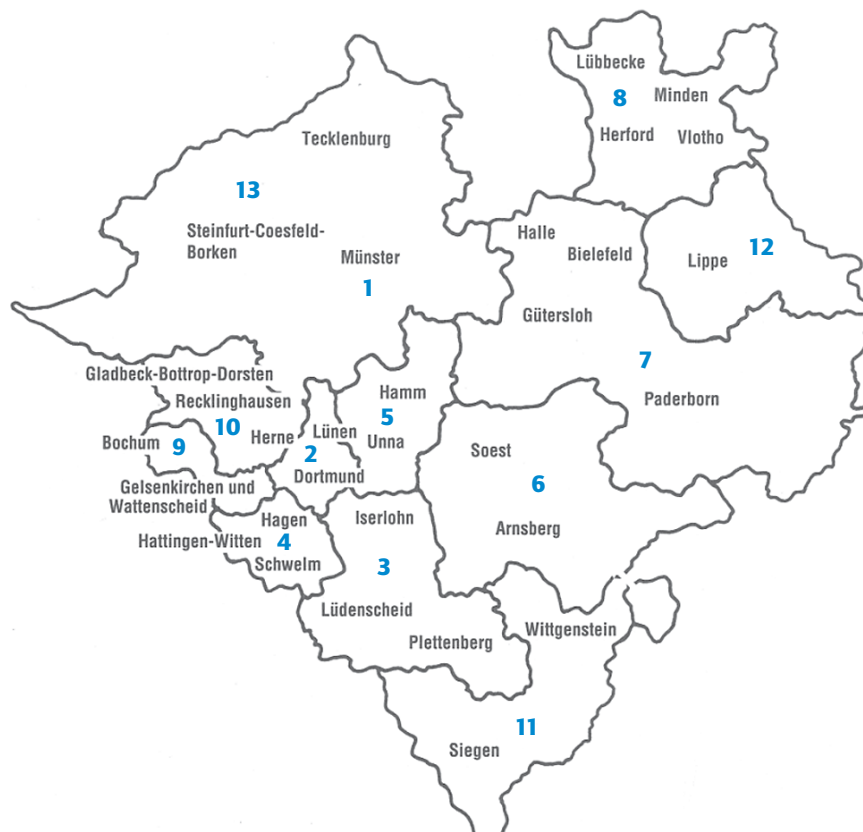 Lübbecke
8
Minden
Herford
Vlotho
Tecklenburg
13
Steinfurt-Coesfeld-
Borken
Münster
1
Halle
Bielefeld
Lippe
12
Gütersloh
7
Paderborn
Gladbeck-Bottrop-Dorsten
Recklinghausen
10
Herne
Hamm
5
Unna
Lünen
2
Dortmund
Bochum
9
Gelsenkirchen und
Wattenscheid
Soest
6
Arnsberg
Hagen
Hattingen-Witten
4
Schwelm
Iserlohn
3
Lüdenscheid
Plettenberg
Wittgenstein
11
Siegen